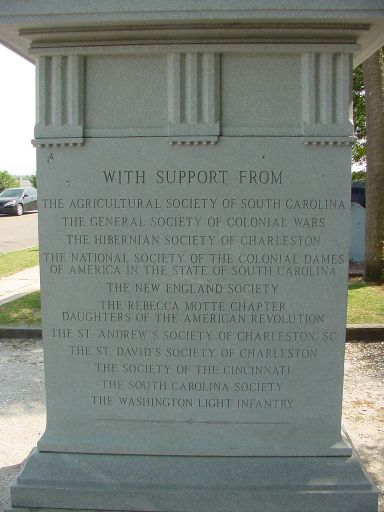 WITH SUPPORT FROM
THE AGRICULTURAL SOCIETY OF SOUTH CAROLINA
THE GENERAL SOCIETY OF COLONIAL WARS
THE HIBERNIAN SOCIETY OF CHARLESTON
THE NATIONAL SOCIETY OF THE COLONIAL DAMES
OF AMERICA IN THE STATE OF SOUTH CAROLINA
THE NEW ENGLAND SOCIETY
THE REBECCA MOTTE CHAPTER
DAUGHTERS OF THE AMERICAN REVOLUTION
THE ST. ANDREW'S SOCIETY OF CHARLESTON, SC
THE ST. DAVID'S SOCIETY OF CHARLESTON
THE SOCIETY OF THE CINCINNATI
THE SOUTH CAROLINA SOCIETY
THE WASHINGTON LIGHT INFANTRY